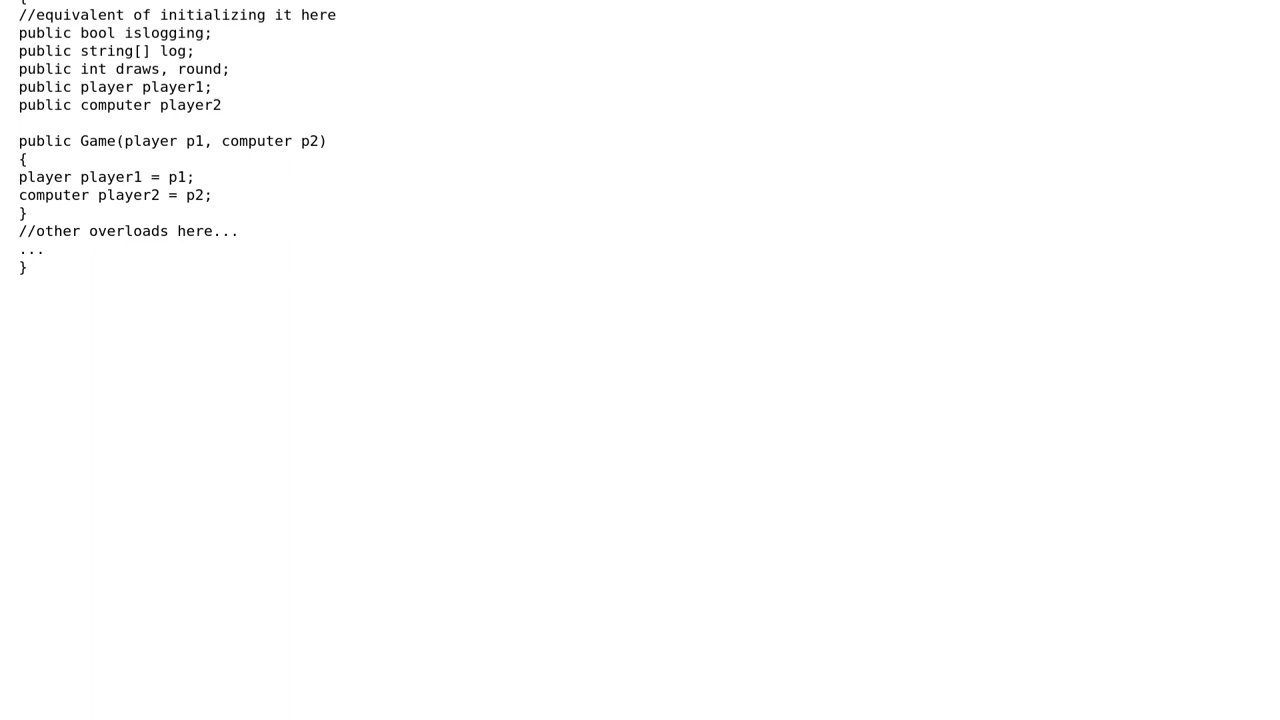 {
//equivalent of initializing it here
public bool islogging;
public string[] log;
public int draws, round;
public player player1;
public computer player2
public Game(player p1, computer p2)
{
player player1 = p1;
computer player2 = p2;
}
//other overloads here...
...
}